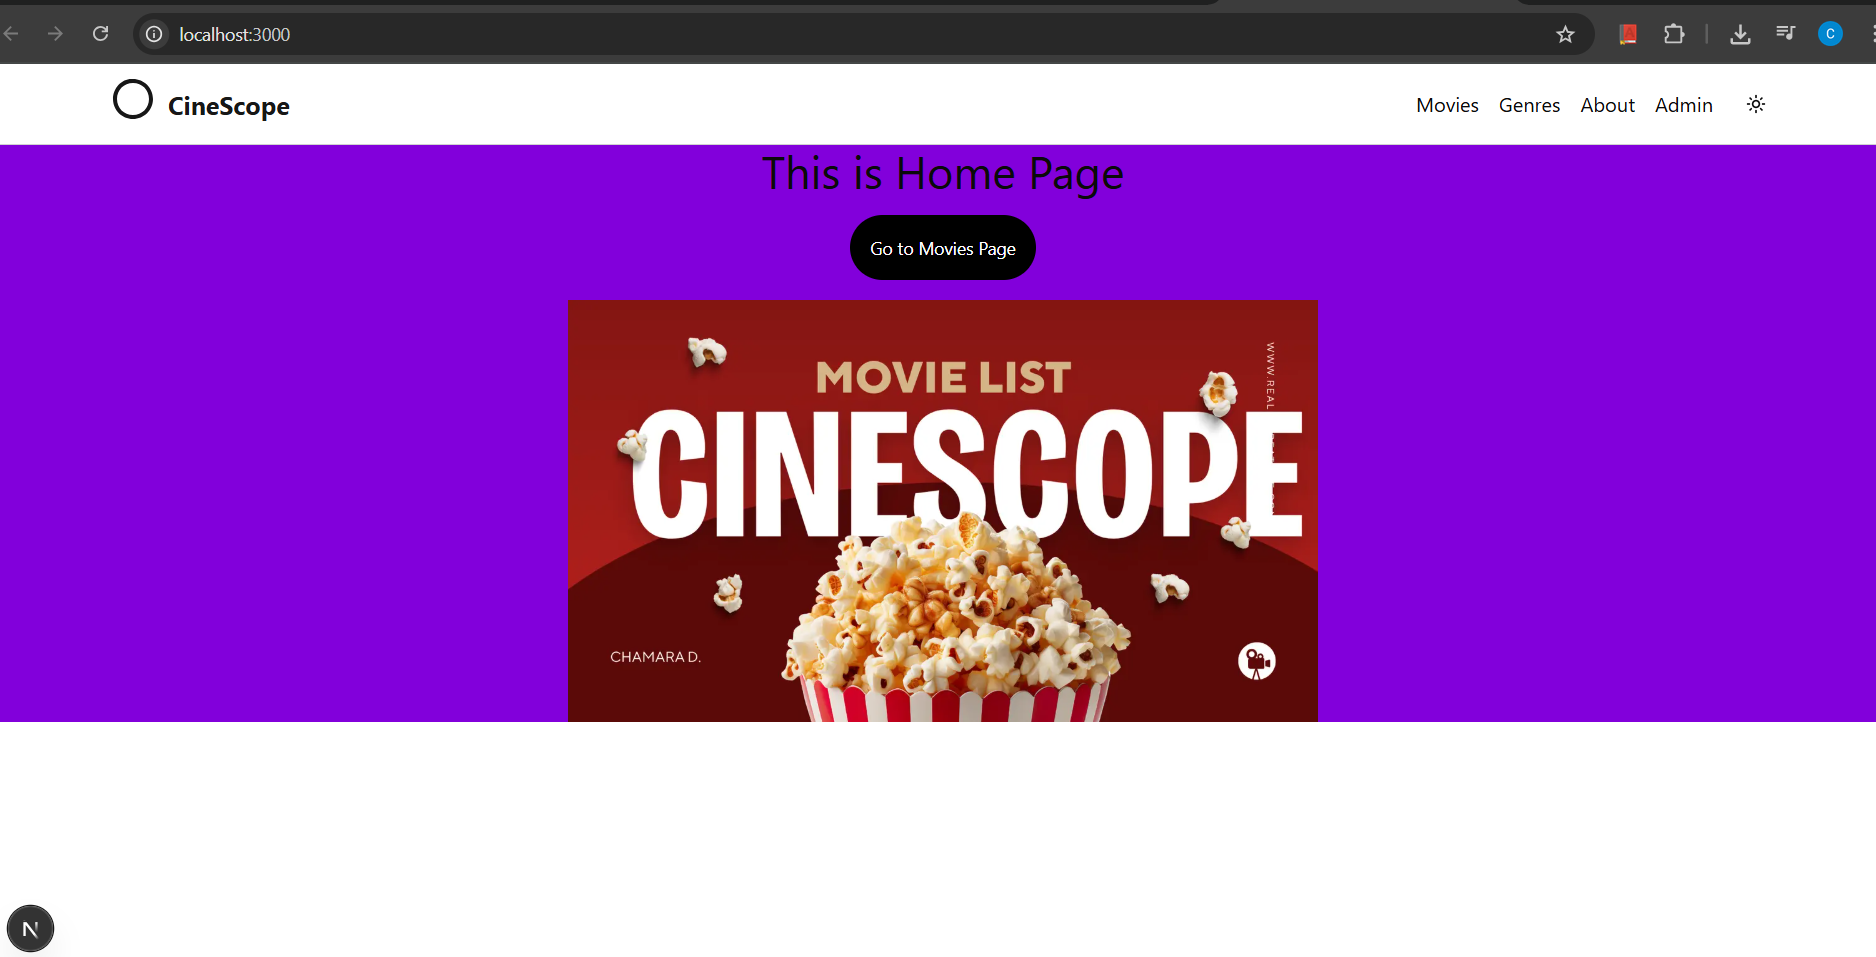 localhost:3000
C
CineScope
Movies Genres About Admin
This is Home Page
Go to Movies Page
MOVIE LIST
WWW.REAL
CINESCOPE
CHAMARA D.
N